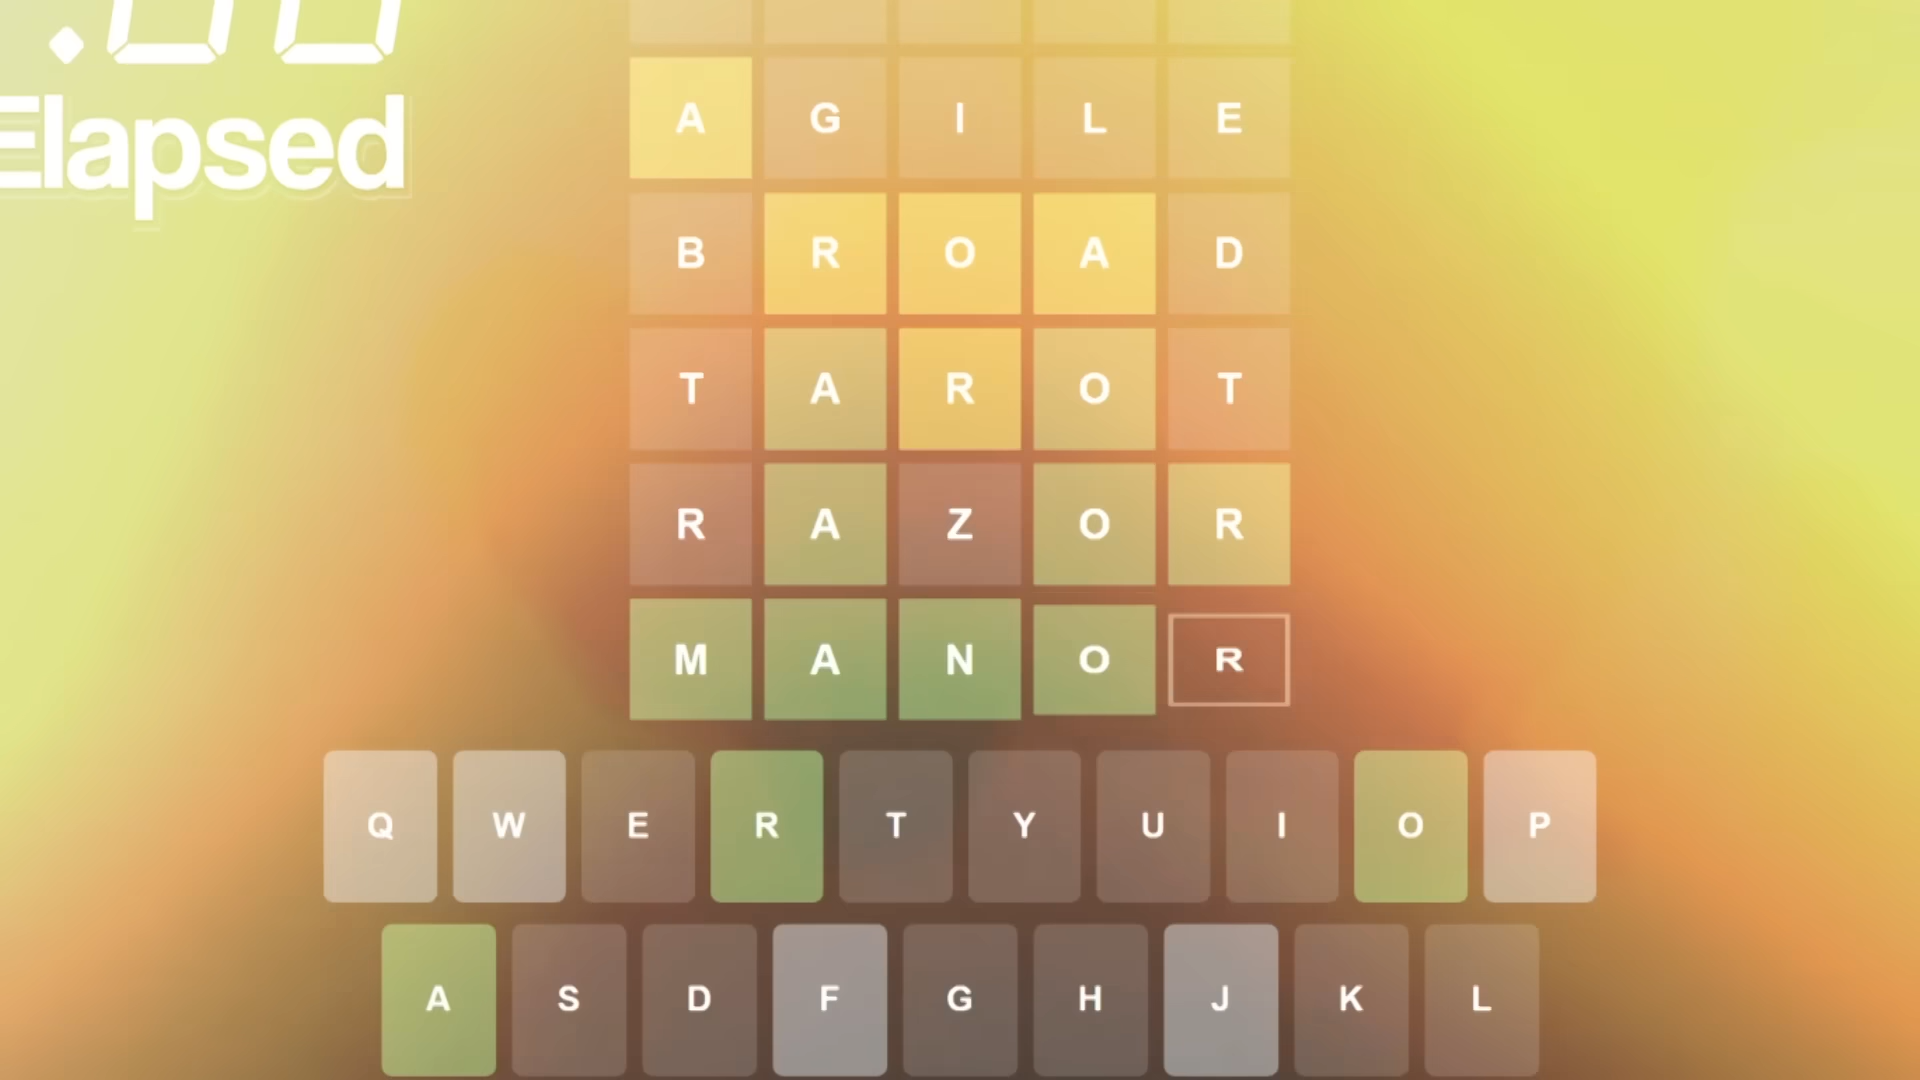 Elapsed
A G I L E
B R O A D
T A R O T
R A Z O R
M A N O R
Q W E R T Y U I O P
A S D F G H J K L